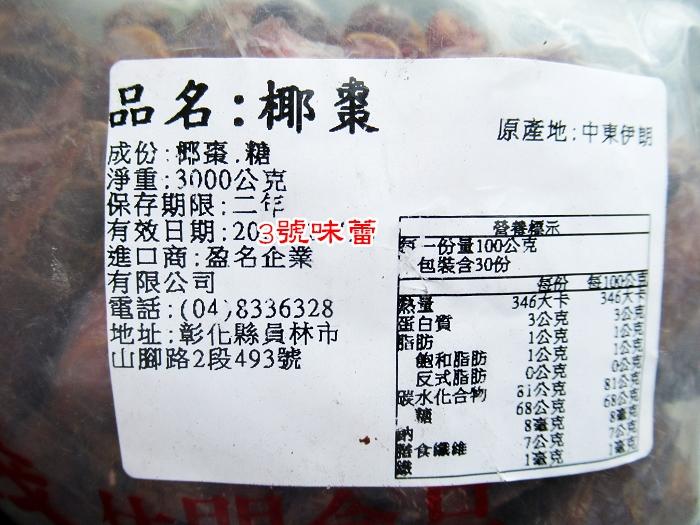 品名:椰棗
原產地:中東伊朗
成份:椰棗.糖
淨重:3000公克
保存期限:二年
有效日期:20
3號味蕾
進口商:盈名企業
有限公司
電話:(04)8336328
地址:彰化縣員林市
山腳路2段493號
營養標示
每一份量100公克
包裝含30份
每份 每100公克
熱量 346大卡 346大卡
蛋白質 3公克 3公克
脂肪 1公克 1公克
飽和脂肪 1公克 1公克
反式脂肪 0公克 0公克
碳水化合物 81公克 81公克
糖 68公克 68公克
鈉 8毫克 8毫克
膳食纖維 7公克 7公克
鐵 1毫克 1毫克